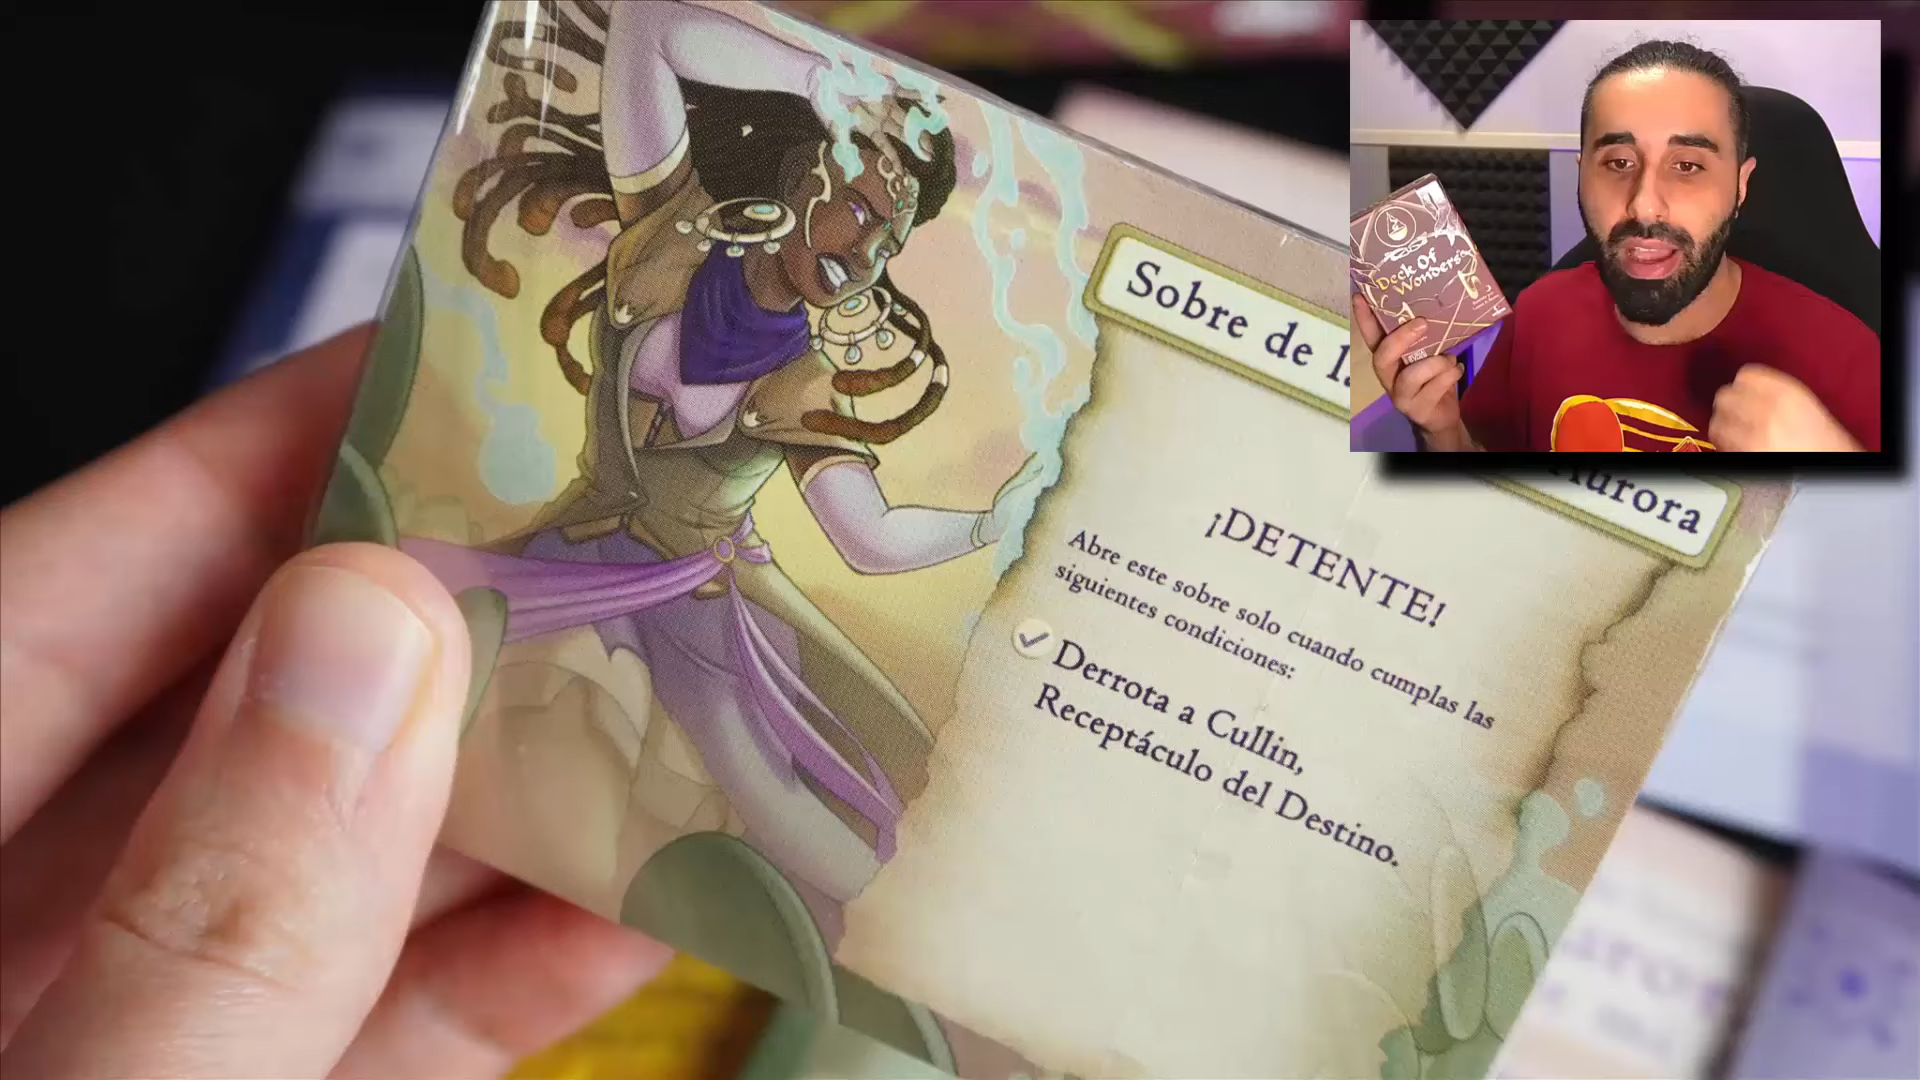 Sobre de l
Aurora
¡DETENTE!
Abre este sobre solo cuando cumplas las
siguientes condiciones:
Derrota a Cullin,
Receptáculo del Destino.
Deck Of
Wonders